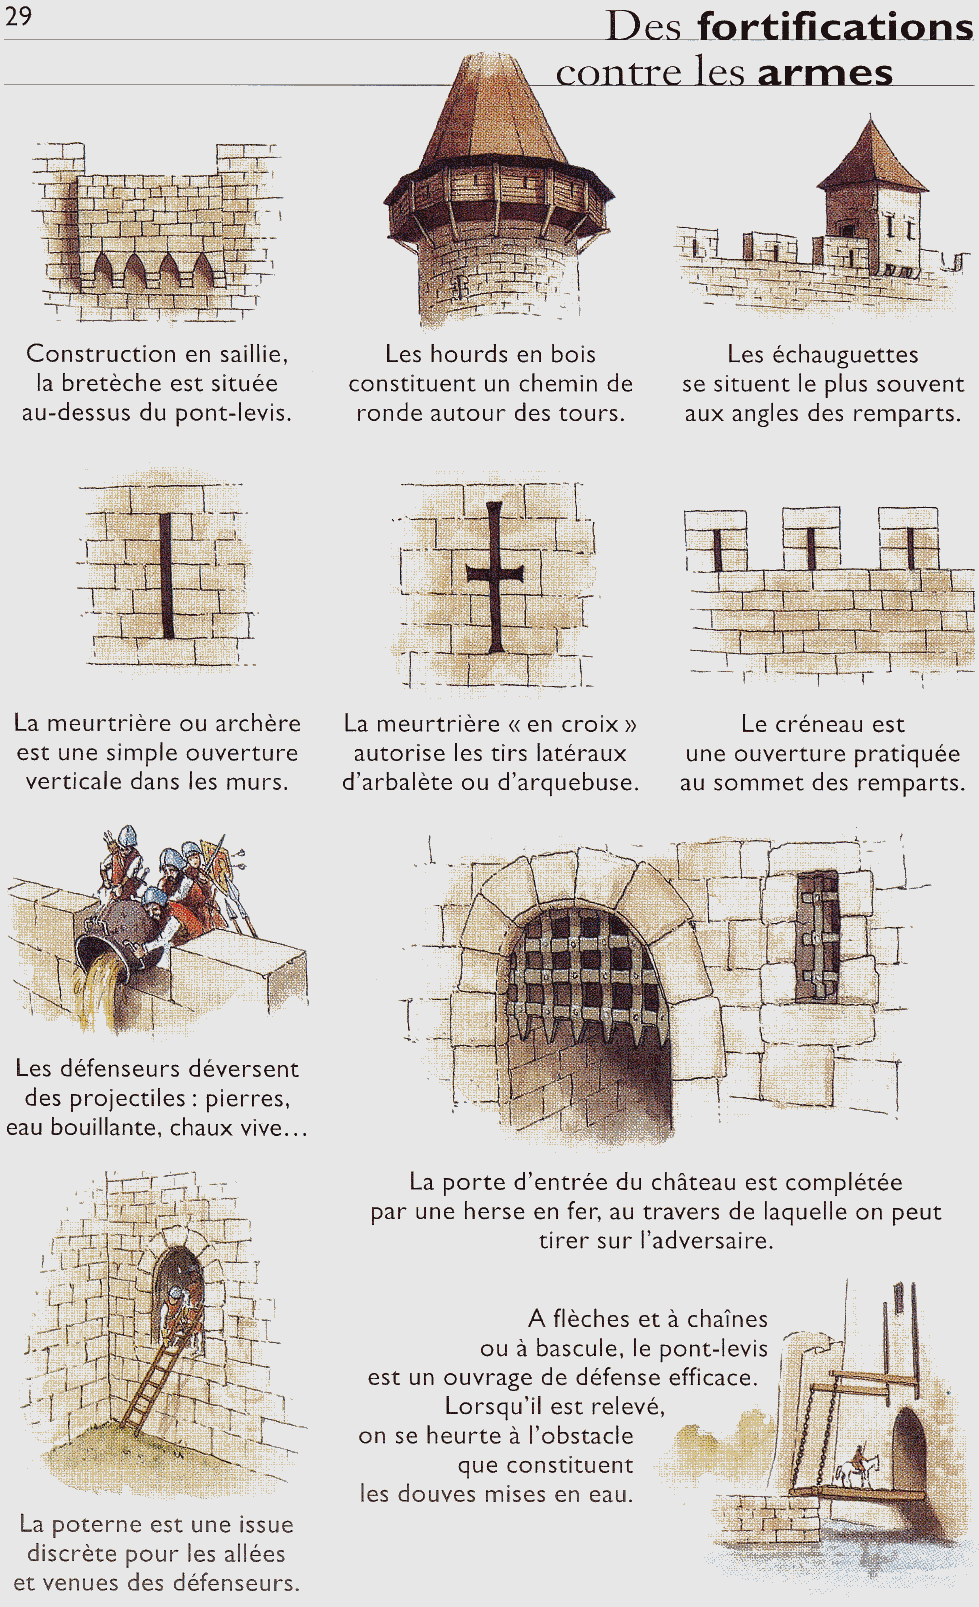 29
Des fortifications
contre les armes
Construction en saillie,
la bretèche est située
au-dessus du pont-levis.
Les hourds en bois
constituent un chemin de
ronde autour des tours.
Les échauguettes
se situent le plus souvent
aux angles des remparts.
La meurtrière ou archère
est une simple ouverture
verticale dans les murs.
La meurtrière « en croix »
autorise les tirs latéraux
d'arbalète ou d'arquebuse.
Le créneau est
une ouverture pratiquée
au sommet des remparts.
Les défenseurs déversent
des projectiles : pierres,
eau bouillante, chaux vive...
La porte d'entrée du château est complétée
par une herse en fer, au travers de laquelle on peut
tirer sur l'adversaire.
La poterne est une issue
discrète pour les allées
et venues des défenseurs.
A flèches et à chaînes
ou à bascule, le pont-levis
est un ouvrage de défense efficace.
Lorsqu'il est relevé,
on se heurte à l'obstacle
que constituent
les douves mises en eau.